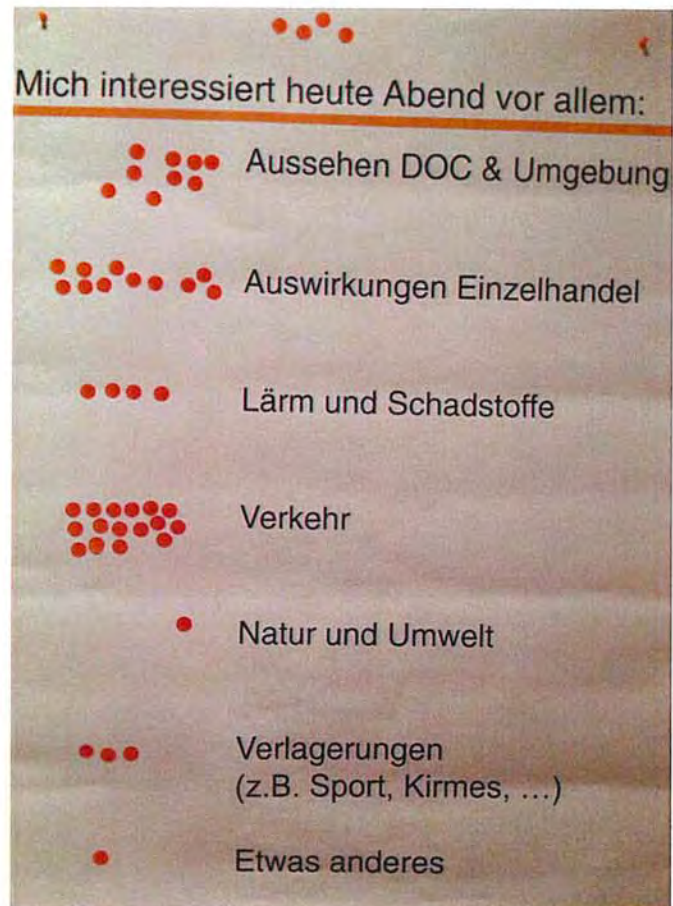 Mich interessiert heute Abend vor allem:
Aussehen DOC & Umgebung
Auswirkungen Einzelhandel
Lärm und Schadstoffe
Verkehr
Natur und Umwelt
Verlagerungen
(z.B. Sport, Kirmes, ...)
Etwas anderes